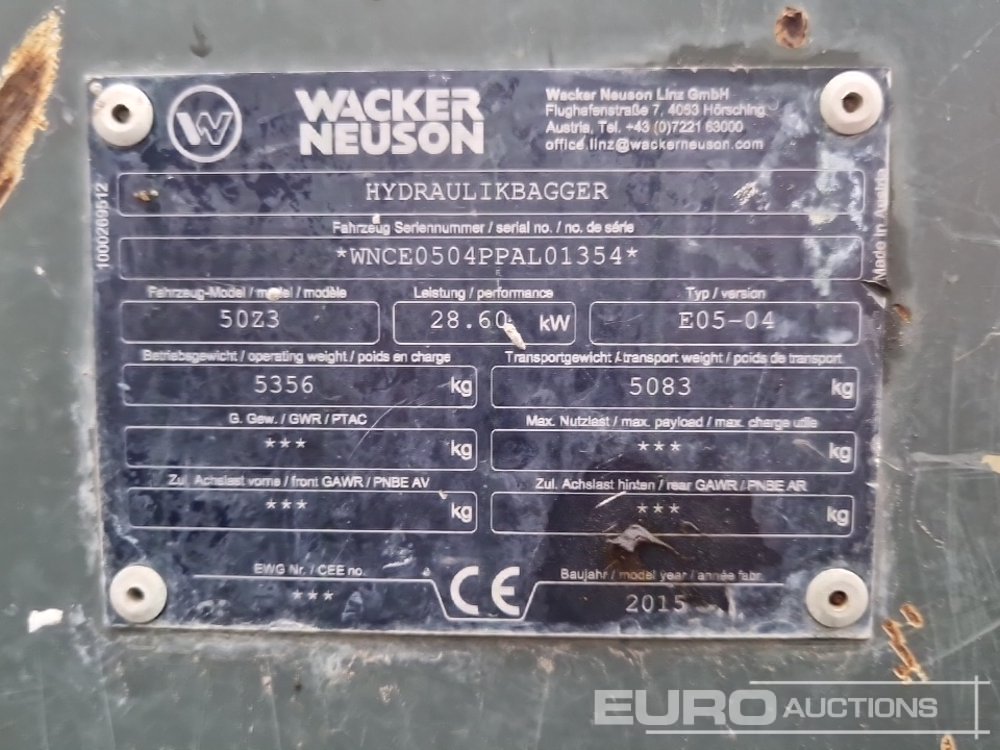 W
WACKER
NEUSON
Wacker Neuson Linz GmbH
Flughafenstraße 7, 4063 Hörsching
Austria, Tel. +43 (0)7221 63000
office.linz@wackerneuson.com
HYDRAULIKBAGGER
Fahrzeug Seriennummer / serial no. / no. de série
*WNCE0504PPAL01354*
1000269512
Made in Austria
Fahrzeug-Model / model / modèle
Leistung / performance
Typ / version
50Z3
28.60 kW
E05-04
Betriebsgewicht / operating weight / poids en charge
Transportgewicht / transport weight / poids de transport
5356 kg
5083 kg
G. Gew. / GWR / PTAC
Max. Nutzlast / max. payload / max. charge utile
*** kg
*** kg
Zul. Achslast vorne / front GAWR / PNBE AV
Zul. Achslast hinten / rear GAWR / PNBE AR
*** kg
*** kg
EWG Nr. / CEE no.
***
CE
Baujahr / model year / année fabr.
2015
EURO AUCTIONS